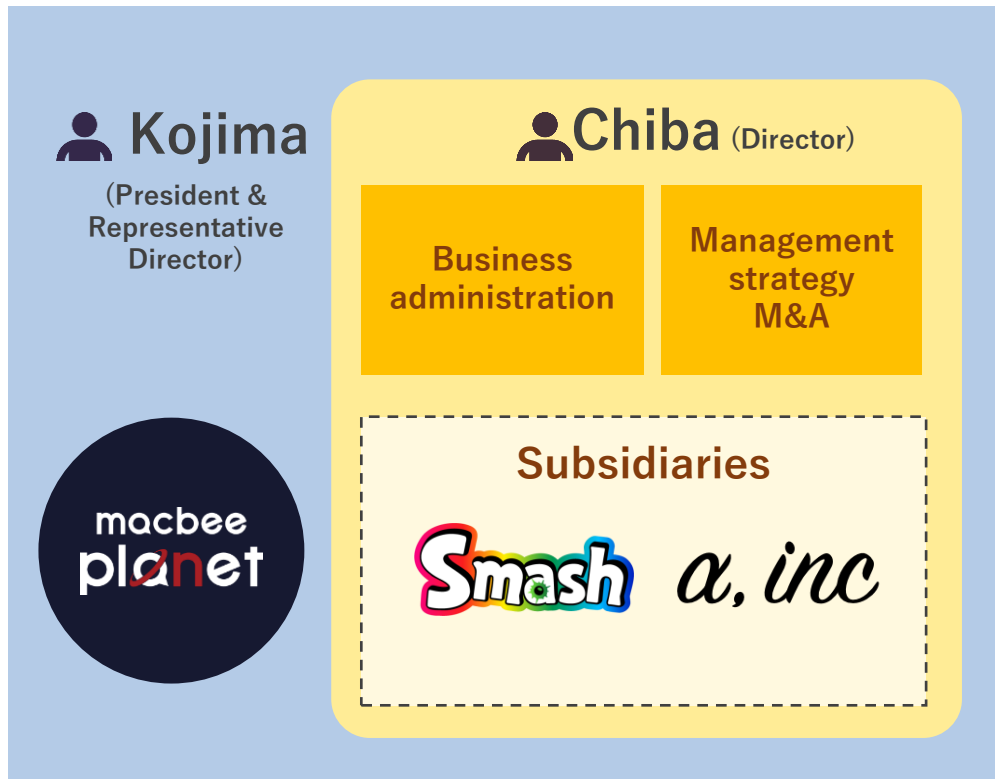 Kojima
(President &
Representative
Director)
Chiba (Director)
Business
administration
Management
strategy
M&A
macbee
planet
Subsidiaries
Smash
α, inc